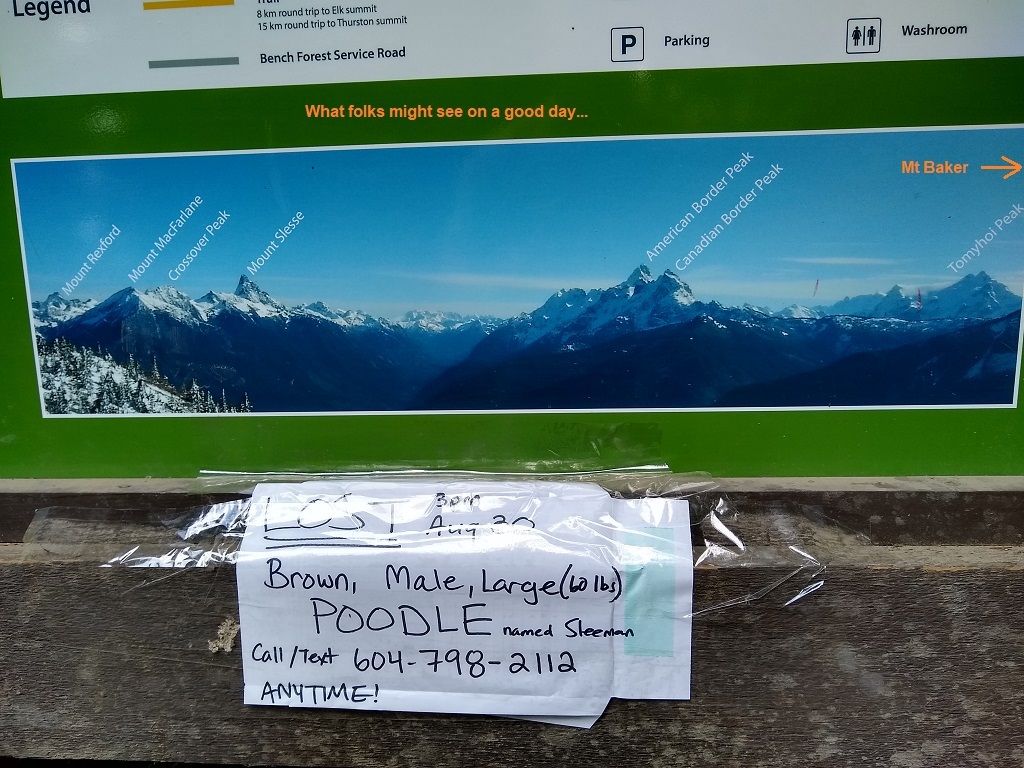 Legend
8 km round trip to Elk summit
15 km round trip to Thurston summit
Bench Forest Service Road
P
Parking
Washroom
What folks might see on a good day...
Mt Baker
Mount Rexford
Mount MacFarlane
Crossover Peak
Mount Slesse
American Border Peak
Canadian Border Peak
Tomyhoi Peak
LOST
3pm
Aug 30
Brown, Male, Large (60 lbs)
POODLE named Sleeman
Call/Text 604-798-2112
ANYTIME!